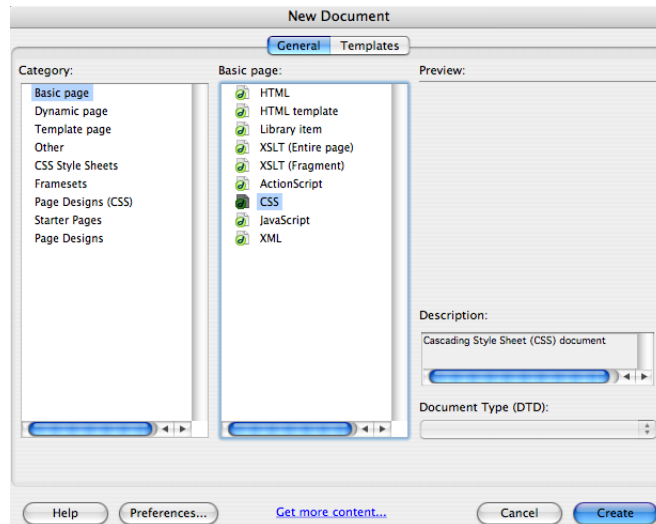 New Document
General Templates
Category:
Basic page
Dynamic page
Template page
Other
CSS Style Sheets
Framesets
Page Designs (CSS)
Starter Pages
Page Designs
Basic page:
HTML
HTML template
Library item
XSLT (Entire page)
XSLT (Fragment)
ActionScript
CSS
JavaScript
XML
Preview:
Description:
Cascading Style Sheet (CSS) document
Document Type (DTD):
Help Preferences... Get more content... Cancel Create